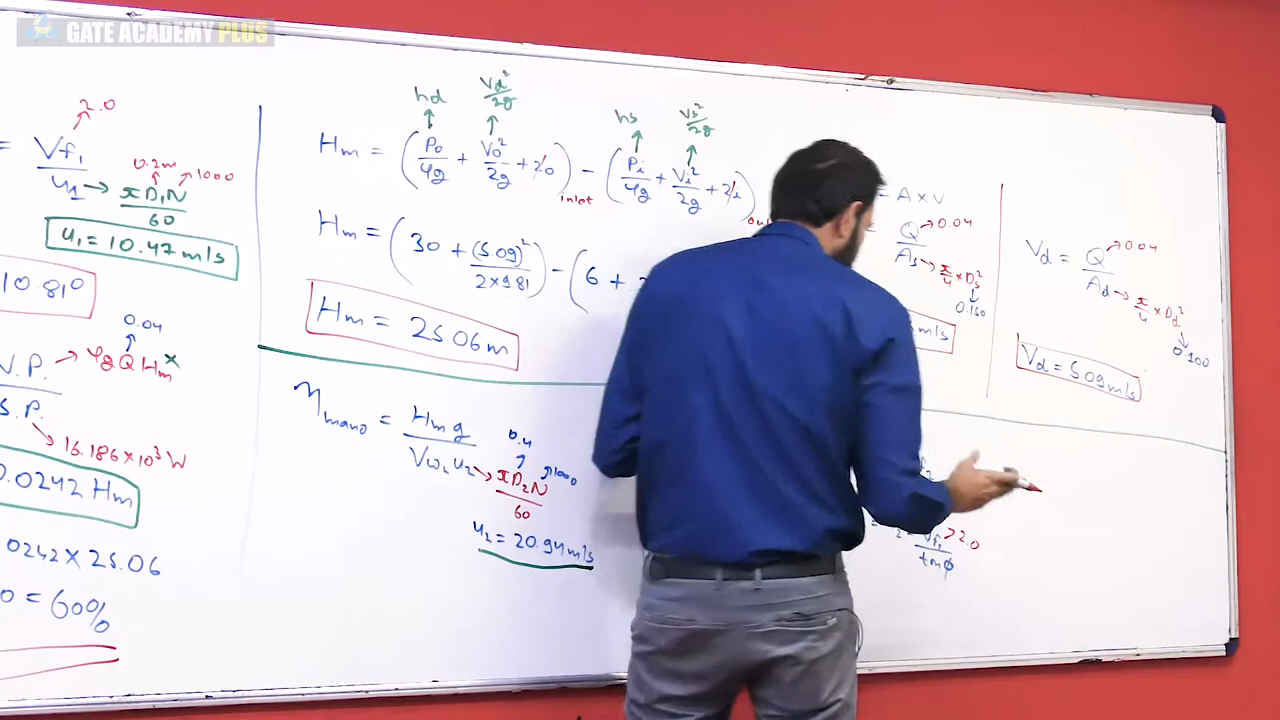 GATE ACADEMY PLUS
= Vf1 / u1 → πD1N / 60
2.0
0.2m
1000
u1 = 10.47 m/s
10.81°
0.04
W.P. → ρgQHm
S.P. → 16.186×10³ W
0.0242 Hm
0242 × 25.06
= 60%
hd
Vd²/2g
hs
Vs²/2g
Hm = (Po/ρg + Vo²/2g + Zo) - (Pi/ρg + Vi²/2g + Zi)
inlet
Hm = (30 + (5.09)²/2×9.81) - (6 +
Hm = 25.06m
ηmano = Hm g / Vw2 u2 → πD2N / 60
0.4
1000
u2 = 20.94 m/s
= A × V
Q → 0.04
As → π/4 × Ds²
0.160
m/s
Vd = Q / Ad
0.04
π/4 × Dd²
0.100
Vd = 5.09 m/s
Vf2 → 2.0
tan ϕ